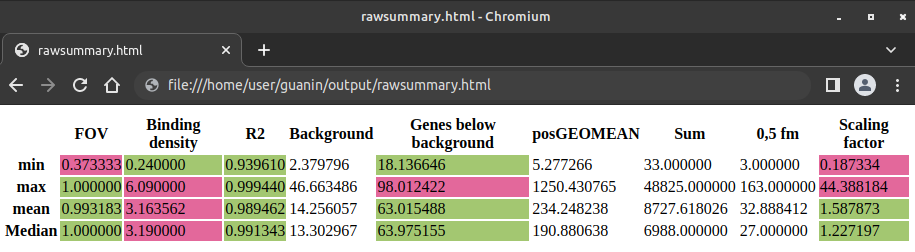 rawsummary.html - Chromium
rawsummary.html
file:///home/user/guanin/output/rawsummary.html
FOV Binding density R2 Background Genes below background posGEOMEAN Sum 0,5 fm Scaling factor
min 0.373333 0.240000 0.939610 2.379796 18.136646 5.277266 33.000000 3.000000 0.187334
max 1.000000 6.090000 0.999440 46.663486 98.012422 1250.430765 48825.000000 163.000000 44.388184
mean 0.993183 3.163562 0.989462 14.256057 63.015488 234.248238 8727.618026 32.888412 1.587873
Median 1.000000 3.190000 0.991343 13.302967 63.975155 190.880638 6988.000000 27.000000 1.227197